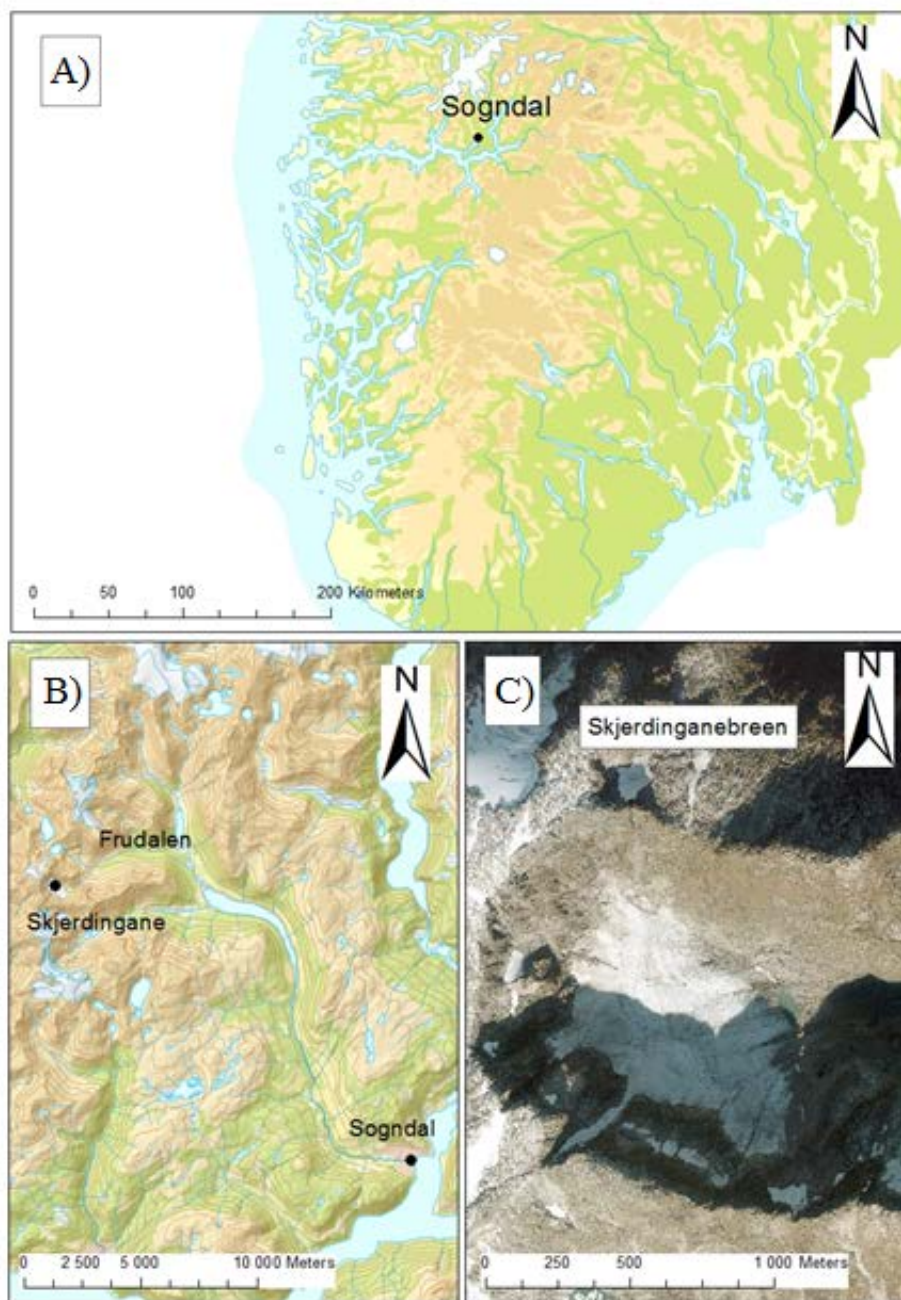 A)
N
Sogndal
0 50 100 200 Kilometers
B)
N
Frudalen
Skjerdingane
Sogndal
0 2 500 5 000 10 000 Meters
C)
N
Skjerdinganebreen
0 250 500 1 000 Meters